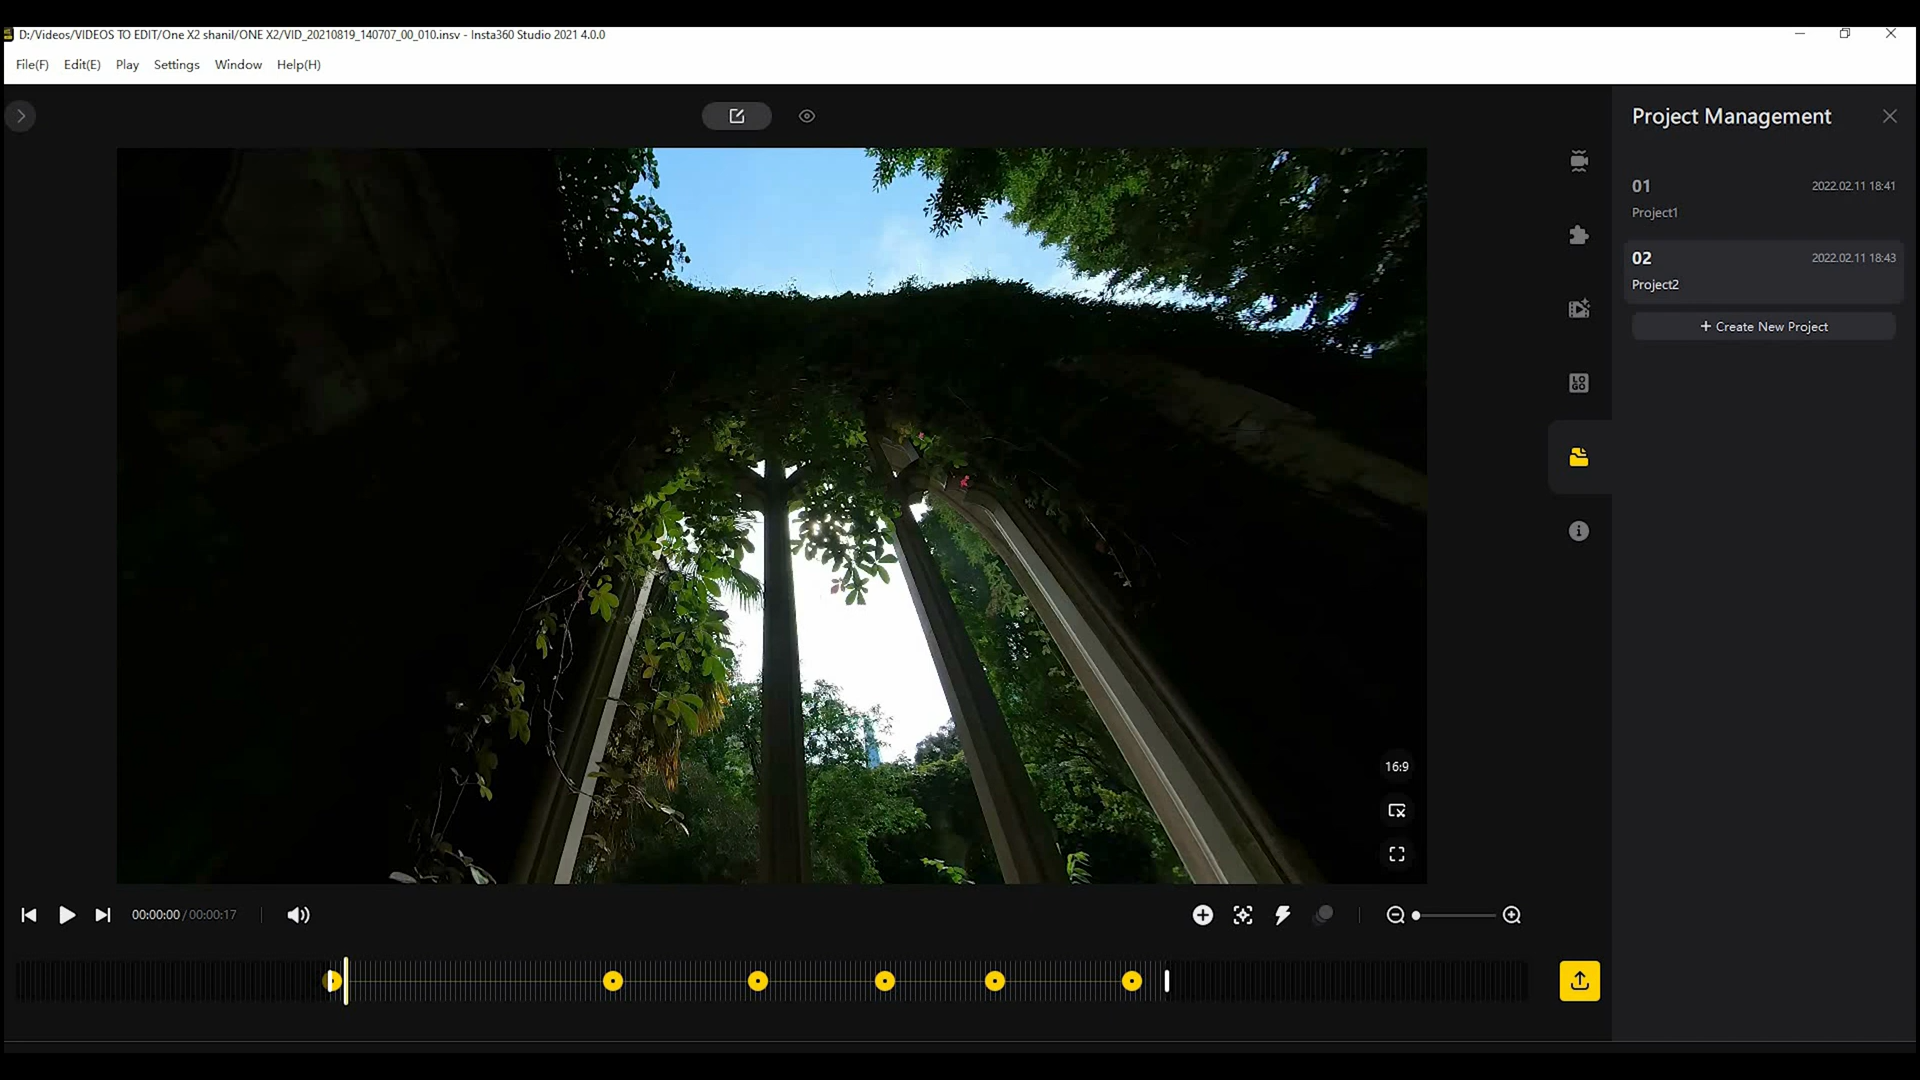 D:/Videos/VIDEOS TO EDIT/One X2 shanil/ONE X2/VID_20210819_140707_00_010.insv - Insta360 Studio 2021 4.0.0
File(F) Edit(E) Play Settings Window Help(H)
Project Management
01 2022.02.11 18:41
Project1
02 2022.02.11 18:43
Project2
+ Create New Project
LOGO
16:9
00:00:00 / 00:00:17